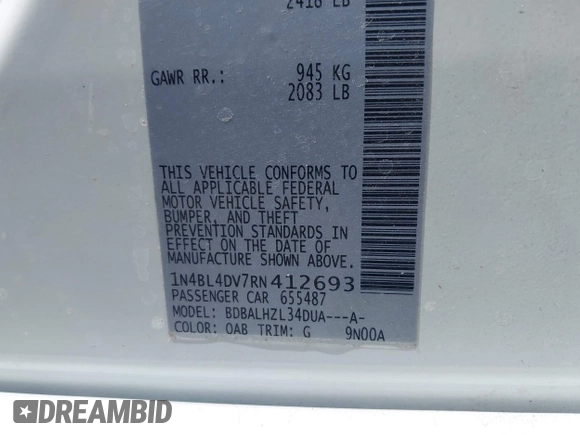 2418 LB
GAWR RR.: 945 KG
2083 LB
THIS VEHICLE CONFORMS TO
ALL APPLICABLE FEDERAL
MOTOR VEHICLE SAFETY,
BUMPER, AND THEFT
PREVENTION STANDARDS IN
EFFECT ON THE DATE OF
MANUFACTURE SHOWN ABOVE.
1N4BL4DV7RN412693
PASSENGER CAR 655487
MODEL: BDBALHZL34DUA---A-
COLOR: QAB TRIM: G 9N00A
DREAMBID